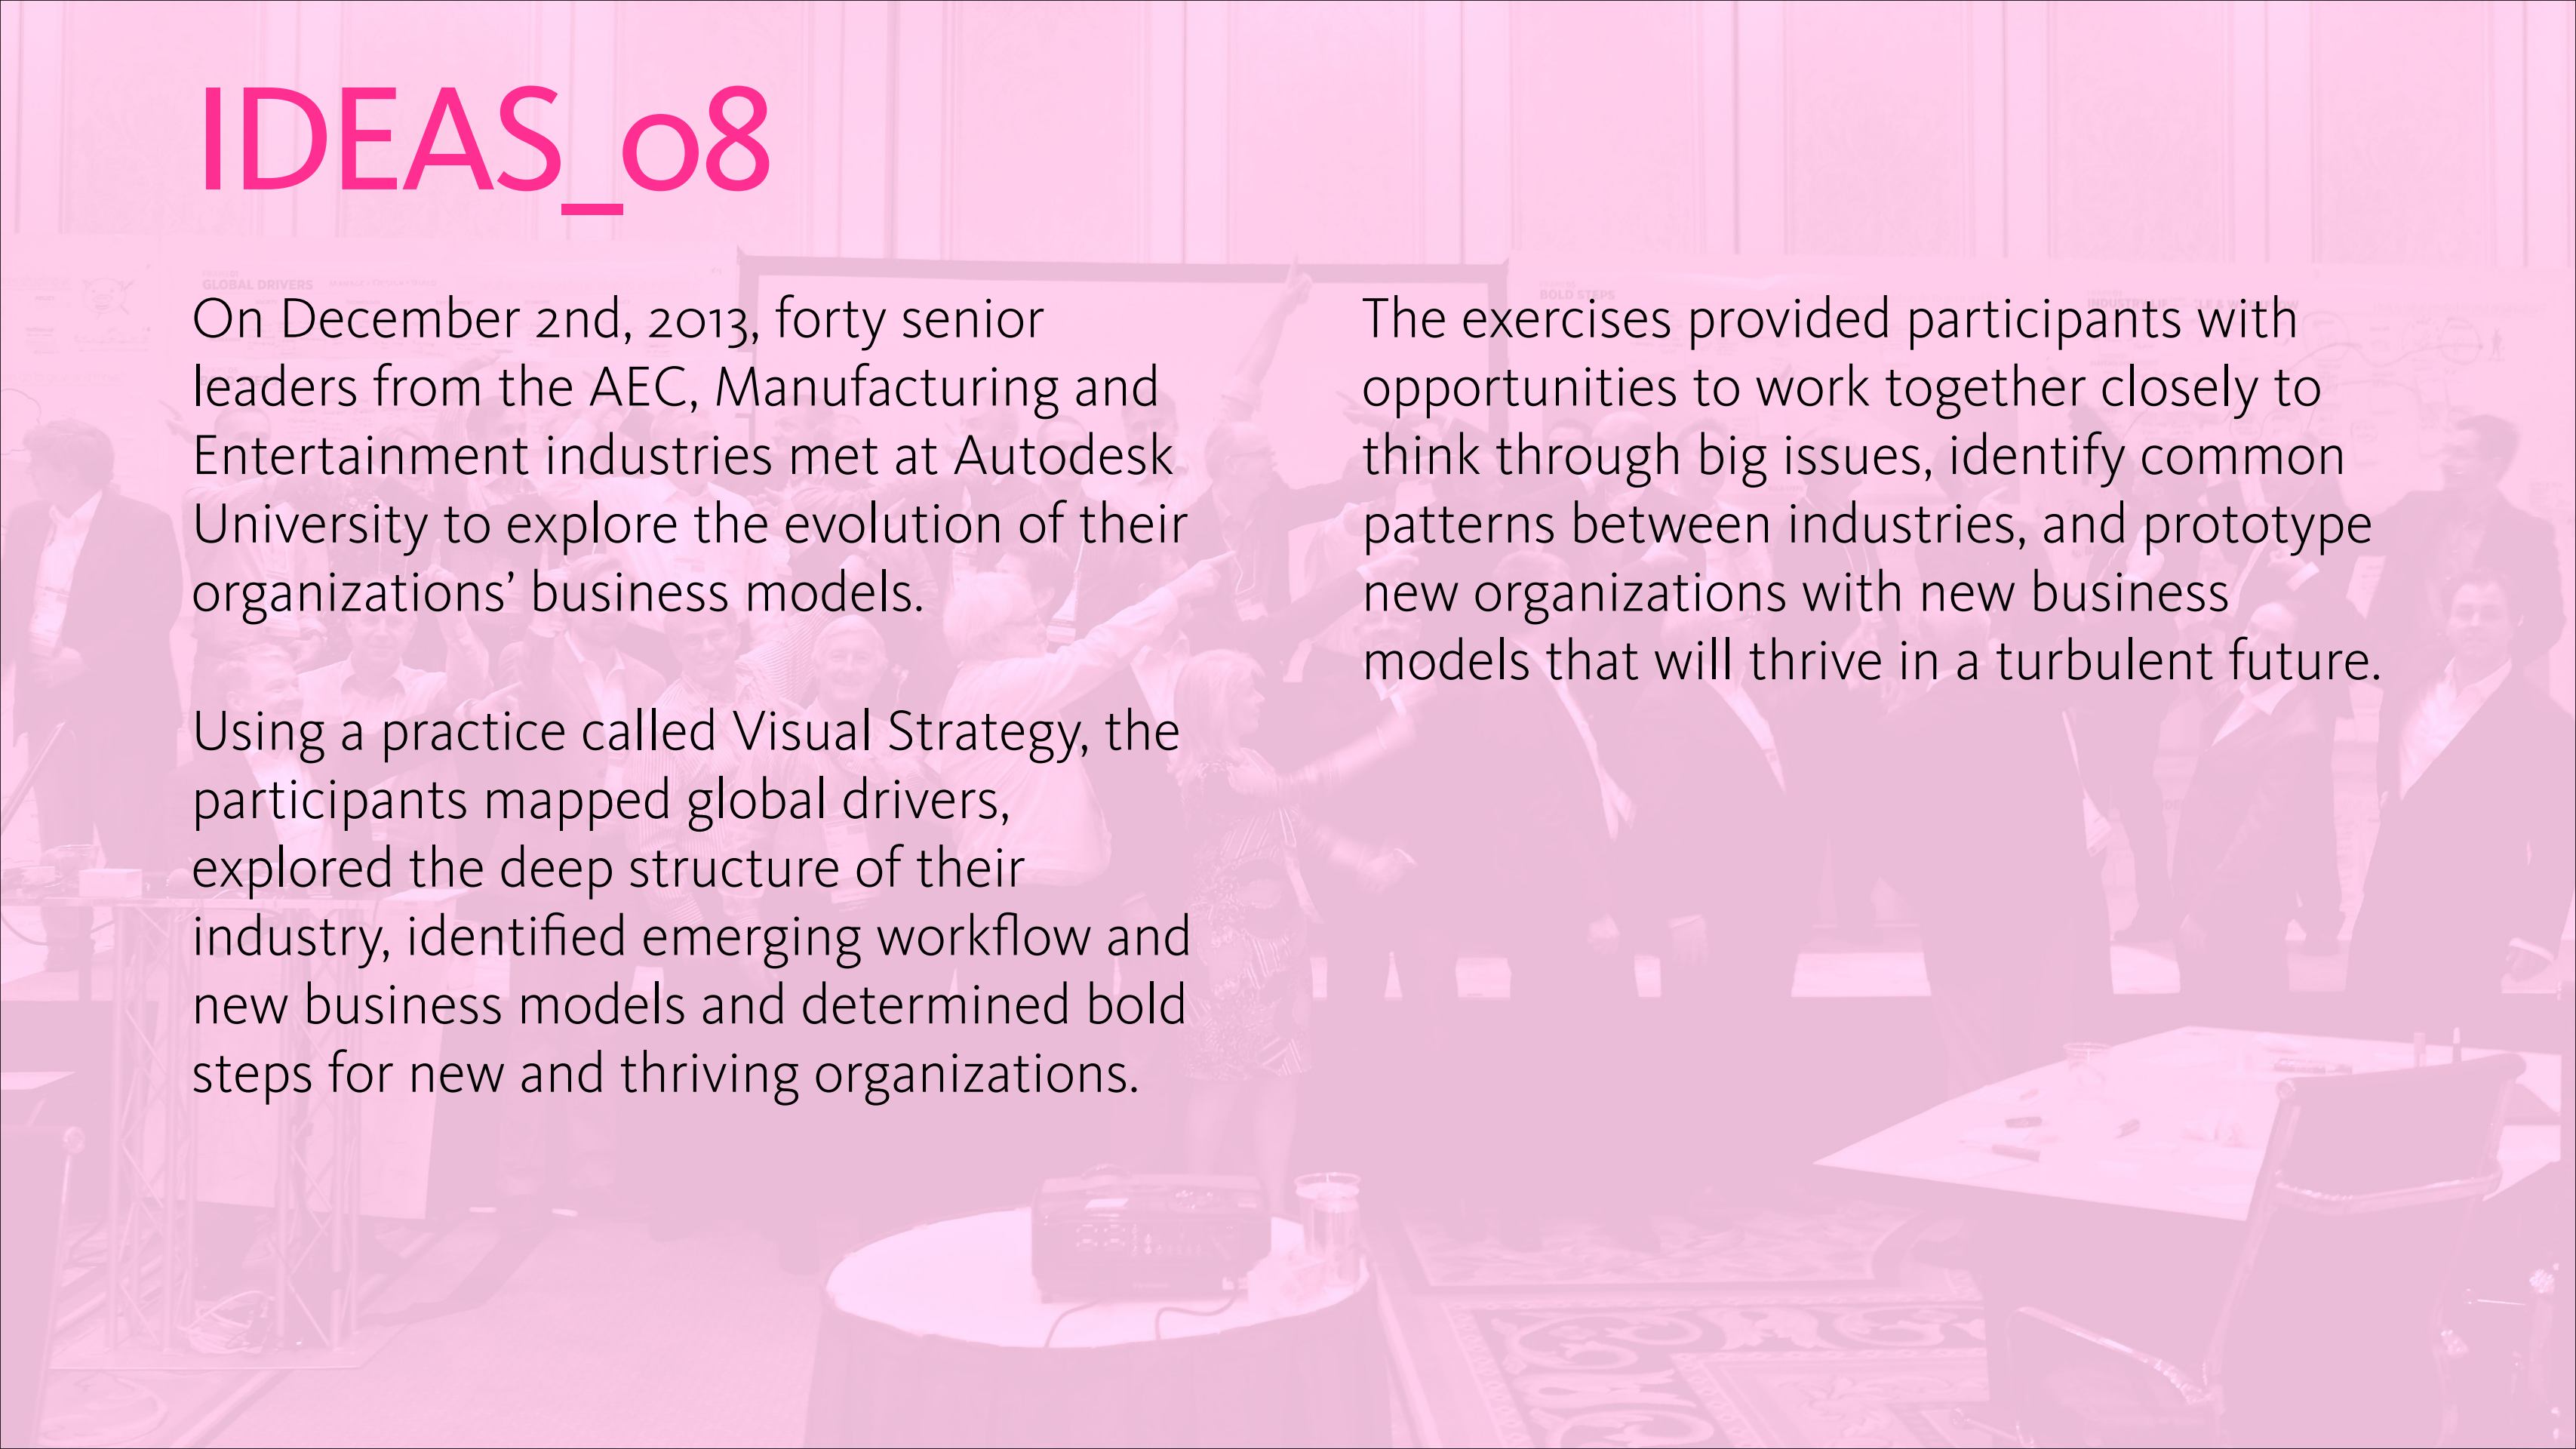 IDEAS_08
GLOBAL DRIVERS
BOLD STEPS
On December 2nd, 2013, forty senior
leaders from the AEC, Manufacturing and
Entertainment industries met at Autodesk
University to explore the evolution of their
organizations’ business models.
Using a practice called Visual Strategy, the
participants mapped global drivers,
explored the deep structure of their
industry, identified emerging workflow and
new business models and determined bold
steps for new and thriving organizations.
The exercises provided participants with
opportunities to work together closely to
think through big issues, identify common
patterns between industries, and prototype
new organizations with new business
models that will thrive in a turbulent future.